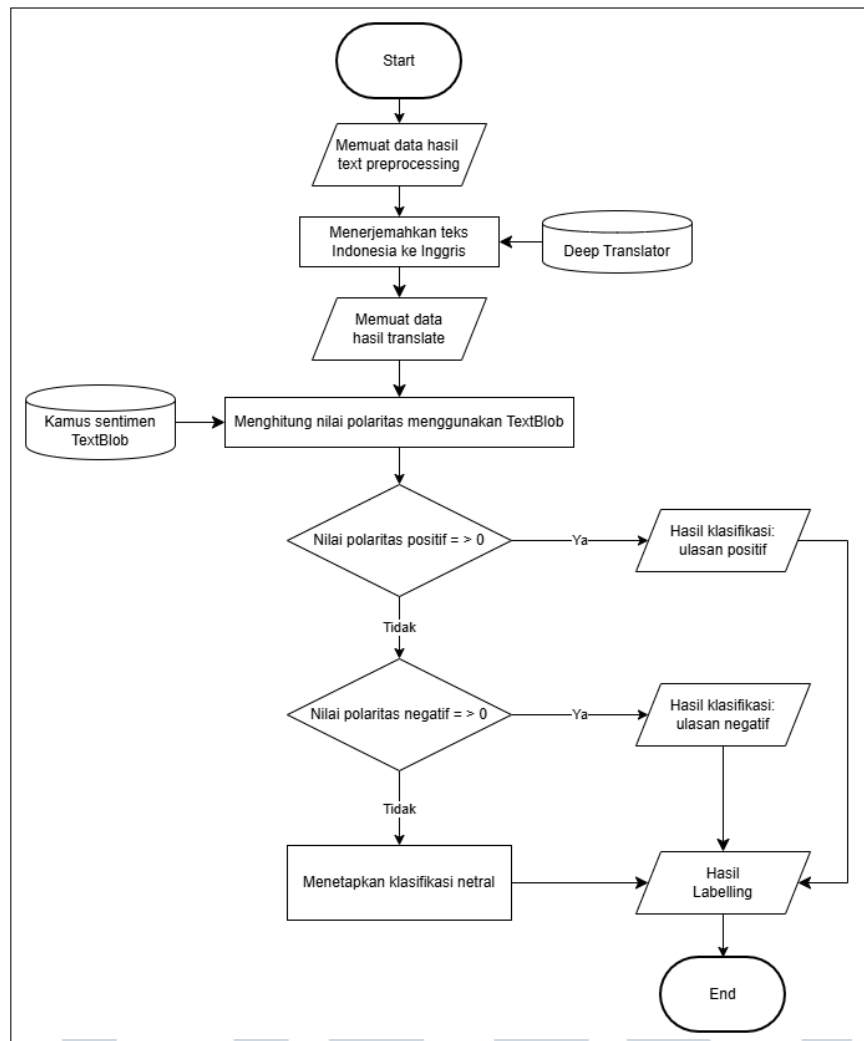 Start
Memuat data hasil
text preprocessing
Menerjemahkan teks
Indonesia ke Inggris
Deep Translator
Memuat data
hasil translate
Kamus sentimen
TextBlob
Menghitung nilai polaritas menggunakan TextBlob
Nilai polaritas positif = > 0
Ya
Hasil klasifikasi:
ulasan positif
Tidak
Nilai polaritas negatif = > 0
Ya
Hasil klasifikasi:
ulasan negatif
Tidak
Menetapkan klasifikasi netral
Hasil
Labelling
End